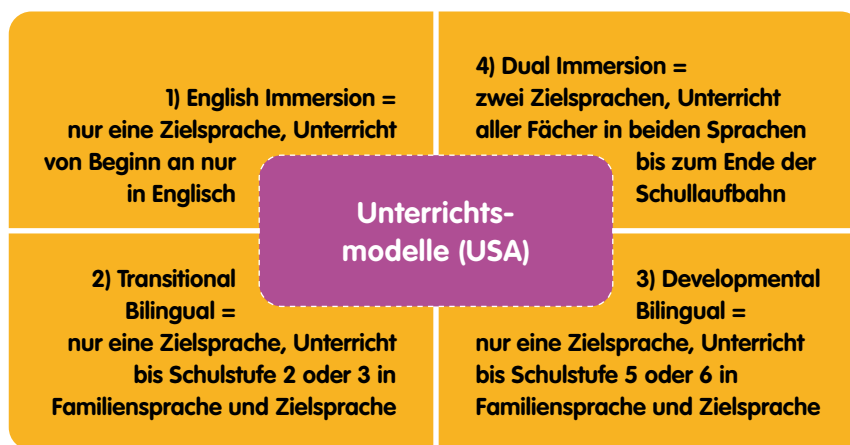 1) English Immersion =
nur eine Zielsprache, Unterricht
von Beginn an nur
in Englisch
4) Dual Immersion =
zwei Zielsprachen, Unterricht
aller Fächer in beiden Sprachen
bis zum Ende der
Schullaufbahn
Unterrichts-
modelle (USA)
2) Transitional
Bilingual =
nur eine Zielsprache, Unterricht
bis Schulstufe 2 oder 3 in
Familiensprache und Zielsprache
3) Developmental
Bilingual =
nur eine Zielsprache, Unterricht
bis Schulstufe 5 oder 6 in
Familiensprache und Zielsprache